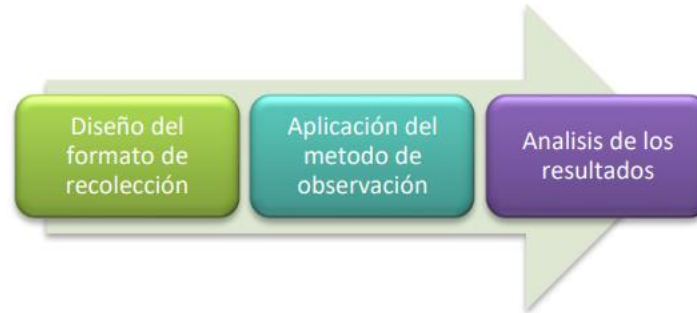 Diseño del
formato de
recolección
Aplicación del
metodo de
observación
Analisis de los
resultados